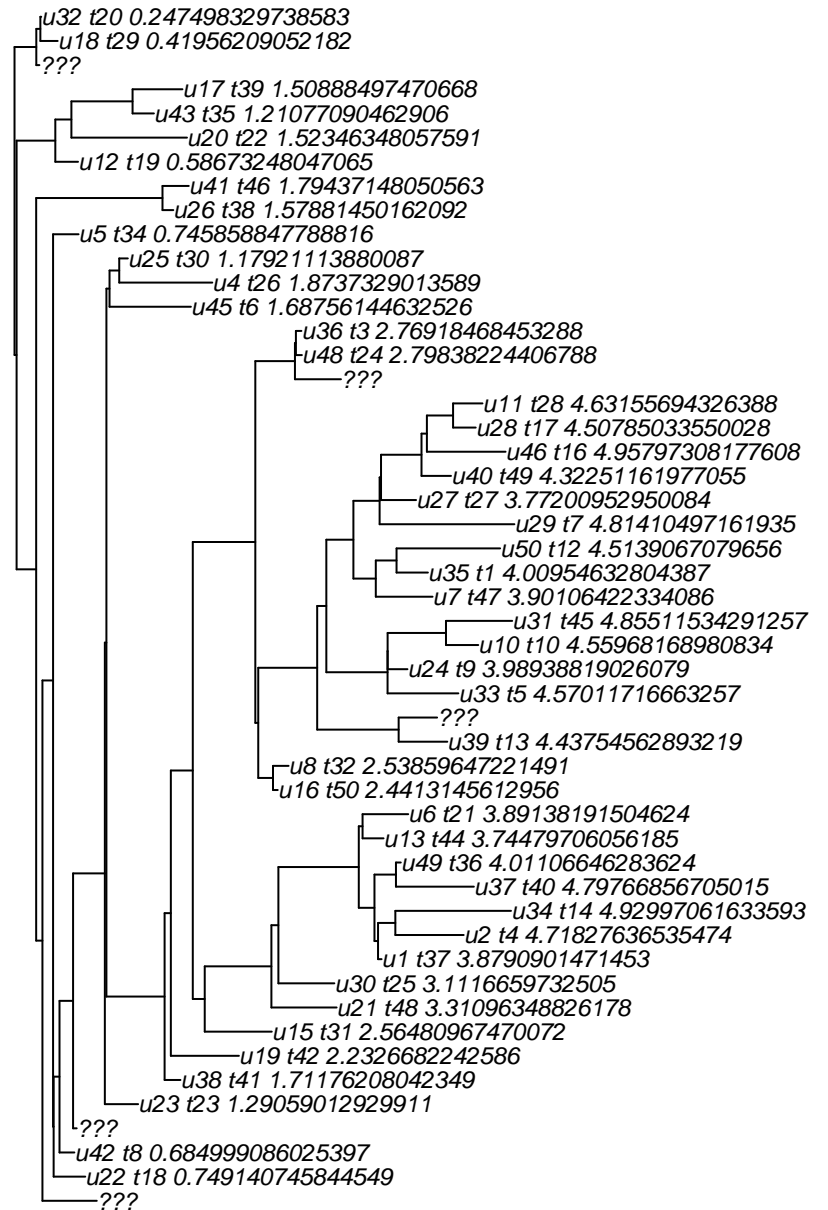 u32 t20 0.247498329738583
u18 t29 0.41956209052182
???
u17 t39 1.50888497470668
u43 t35 1.21077090462906
u20 t22 1.52346348057591
u12 t19 0.58673248047065
u41 t46 1.79437148050563
u26 t38 1.57881450162092
u5 t34 0.745858847788816
u25 t30 1.17921113880087
u4 t26 1.8737329013589
u45 t6 1.68756144632526
u36 t3 2.76918468453288
u48 t24 2.79838224406788
???
u11 t28 4.63155694326388
u28 t17 4.50785033550028
u46 t16 4.95797308177608
u40 t49 4.32251161977055
u27 t27 3.77200952950084
u29 t7 4.81410497161935
u50 t12 4.5139067079656
u35 t1 4.00954632804387
u7 t47 3.90106422334086
u31 t45 4.85511534291257
u10 t10 4.55968168980834
u24 t9 3.98938819026079
u33 t5 4.57011716663257
???
u39 t13 4.43754562893219
u8 t32 2.53859647221491
u16 t50 2.4413145612956
u6 t21 3.89138191504624
u13 t44 3.74479706056185
u49 t36 4.01106646283624
u37 t40 4.79766856705015
u34 t14 4.92997061633593
u2 t4 4.71827636535474
u1 t37 3.8790901471453
u30 t25 3.1116659732505
u21 t48 3.31096348826178
u15 t31 2.56480967470072
u19 t42 2.2326682242586
u38 t41 1.71176208042349
u23 t23 1.29059012929911
???
u42 t8 0.684999086025397
u22 t18 0.749140745844549
???